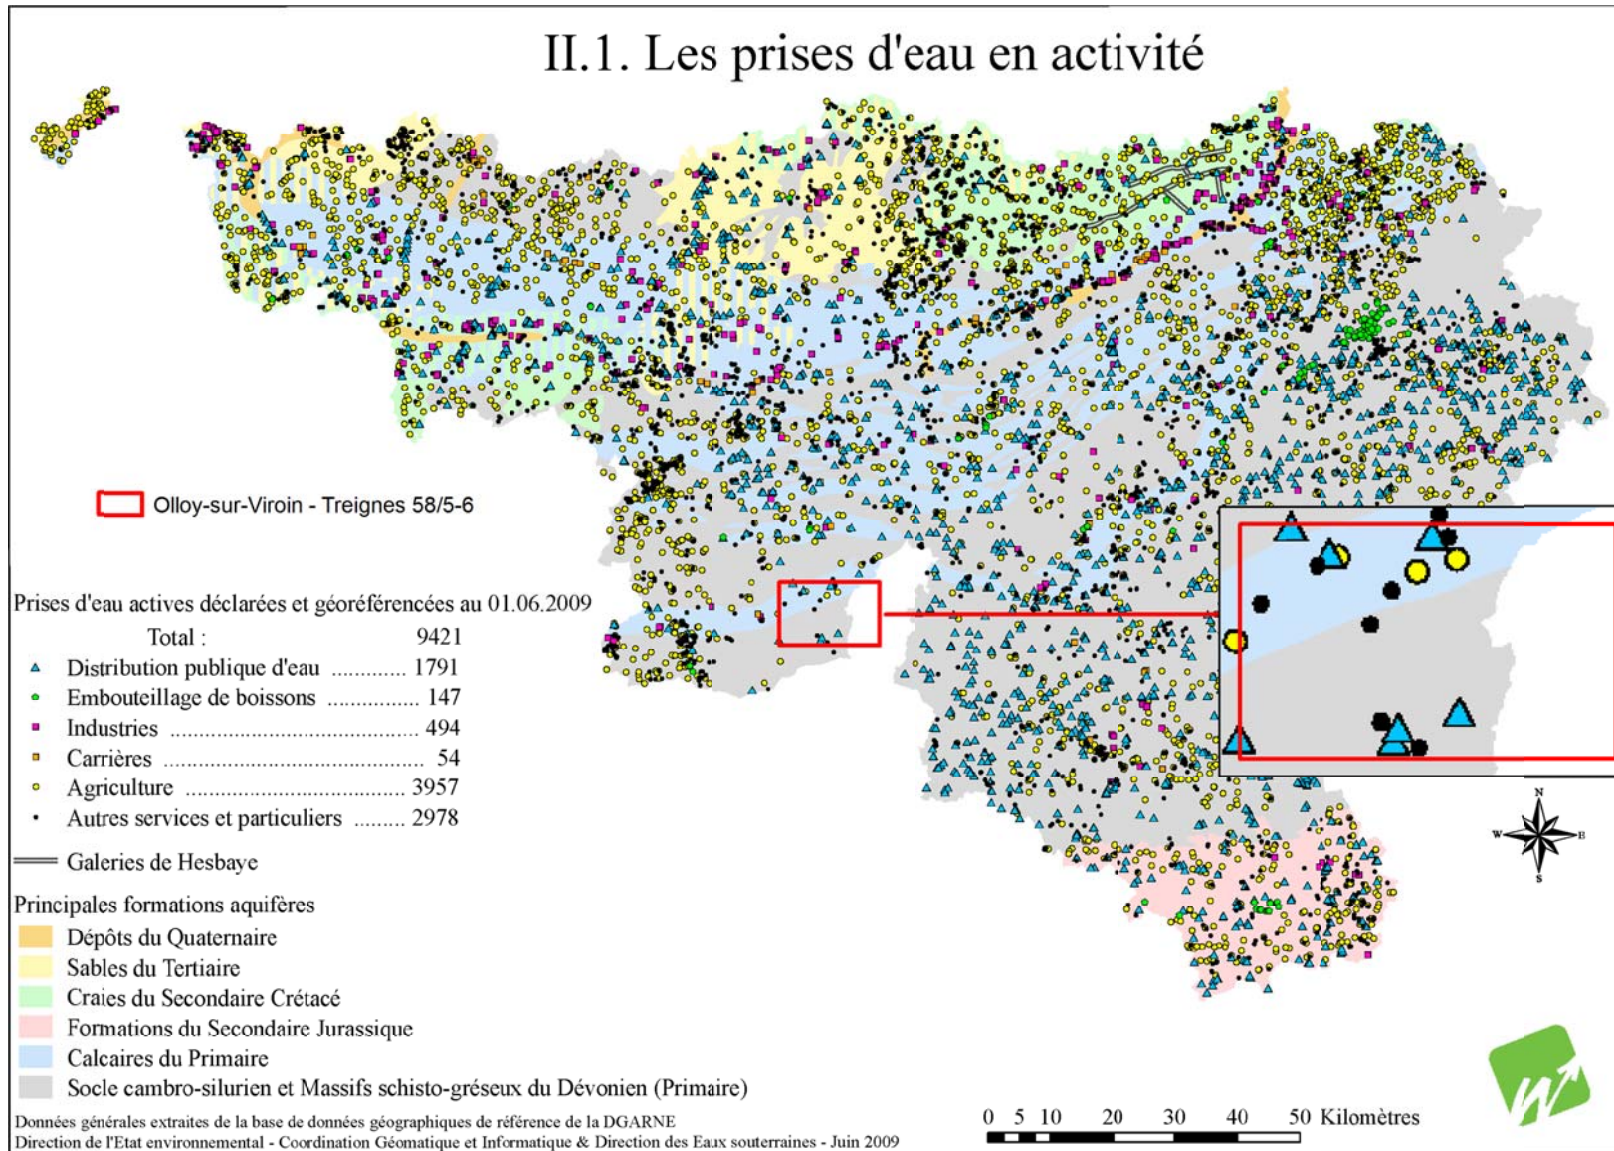 II.1. Les prises d'eau en activité
Olloy-sur-Viroin - Treignes 58/5-6
Prises d'eau actives déclarées et géoréférencées au 01.06.2009
Total : 9421
Distribution publique d'eau ............. 1791
Embouteillage de boissons ................ 147
Industries ................................................ 494
Carrières .................................................. 54
Agriculture ............................................ 3957
Autres services et particuliers ......... 2978
Galeries de Hesbaye
Principales formations aquifères
Dépôts du Quaternaire
Sables du Tertiaire
Craies du Secondaire Crétacé
Formations du Secondaire Jurassique
Calcaires du Primaire
Socle cambro-silurien et Massifs schisto-gréseux du Dévonien (Primaire)
Données générales extraites de la base de données géographiques de référence de la DGARNE
Direction de l'Etat environnemental - Coordination Géomatique et Informatique & Direction des Eaux souterraines - Juin 2009
N
W E
S
0 5 10 20 30 40 50 Kilomètres
W